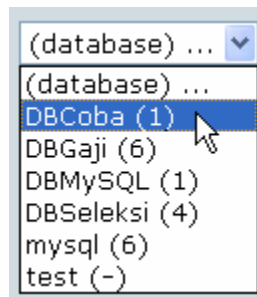 (database) ...
(database) ...
DBCoba (1)
DBGaji (6)
DBMySQL (1)
DBSeleksi (4)
mysql (6)
test (-)